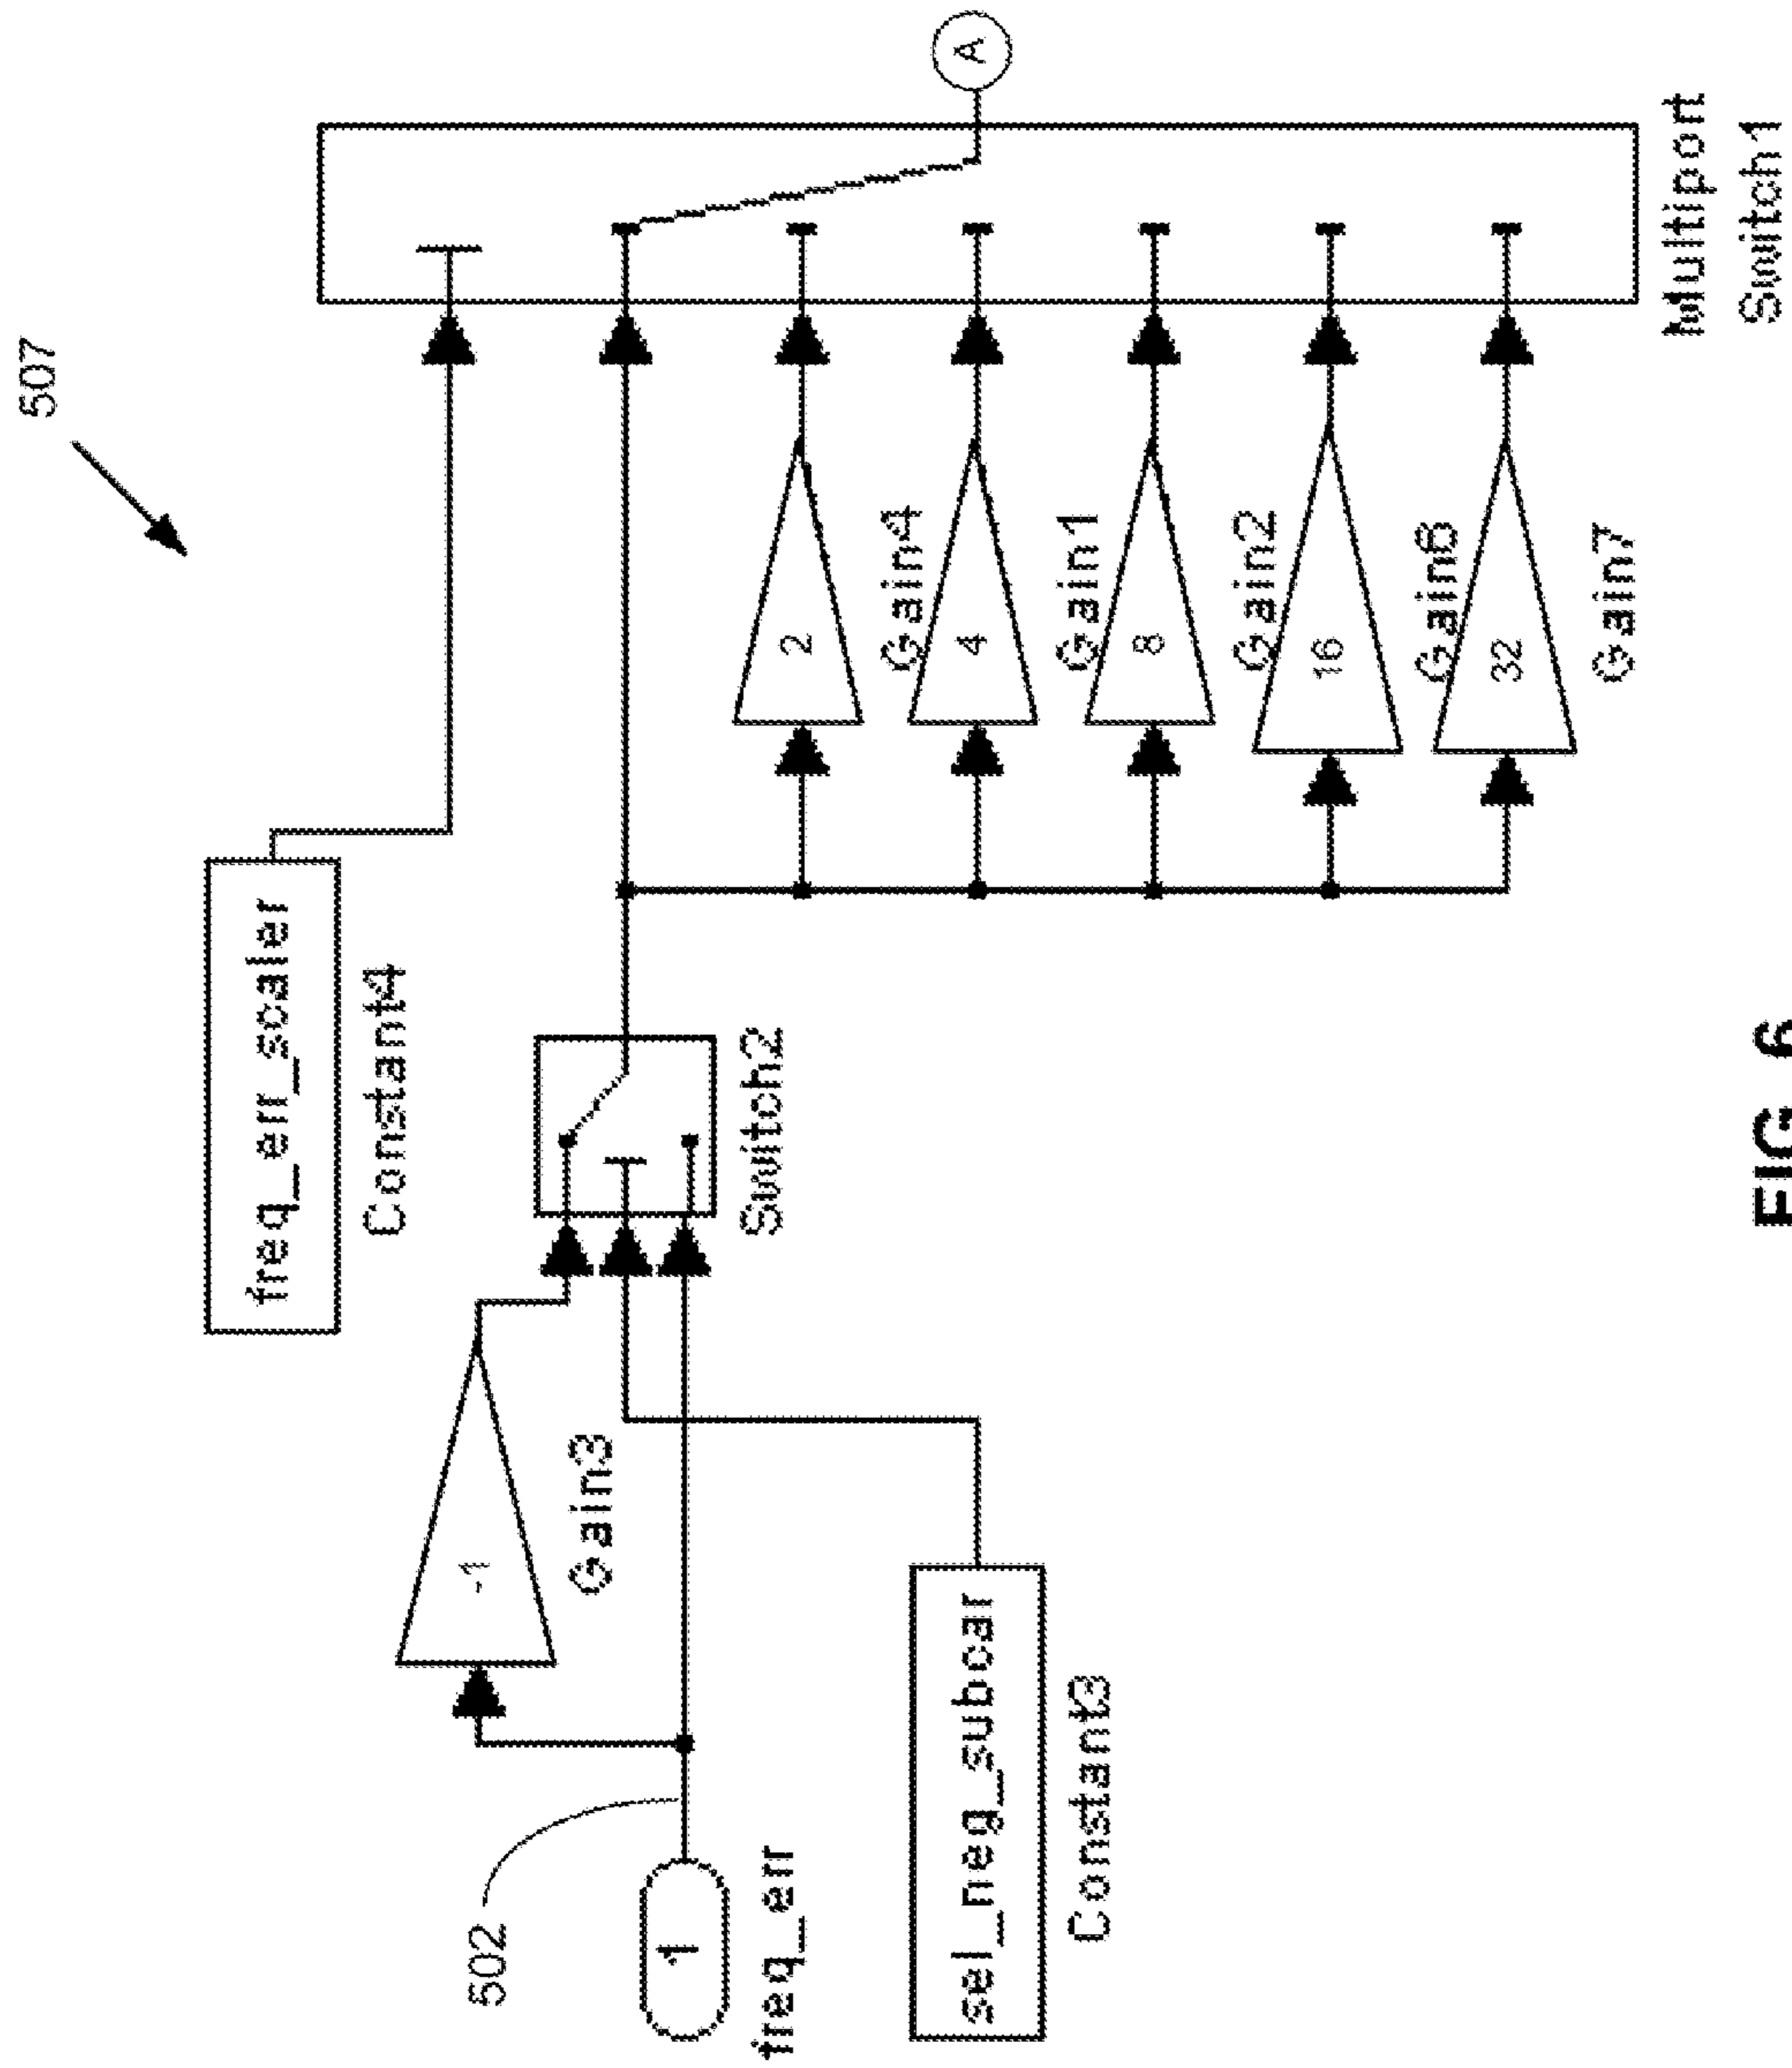 507
freq_err_scaler
Constant4
A
-1
Gain3
502
1
freq_err
Switch2
sel_neg_subcar
Constant3
2
Gain4
4
Gain1
8
Gain2
16
Gain6
32
Gain7
Multiport
Switch1
FIG. 6